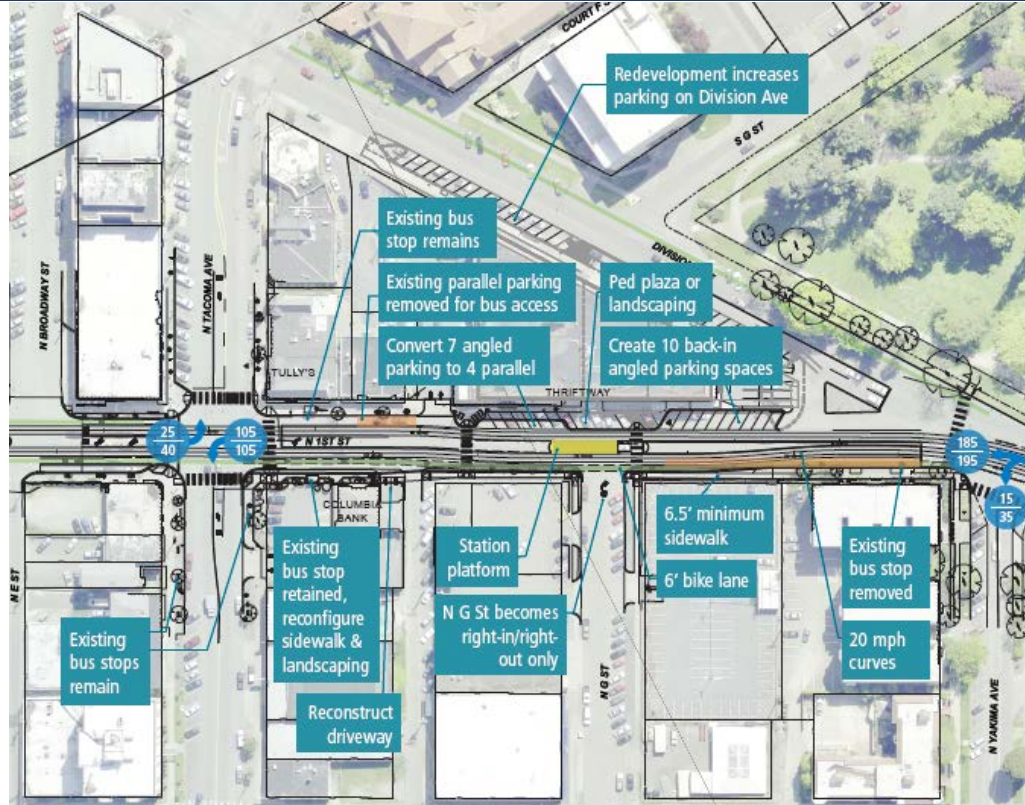 COURT F S
Redevelopment increases
parking on Division Ave
S G ST
Existing bus
stop remains
DIVISION
N BROADWAY ST
N TACOMA AVE
Existing parallel parking
removed for bus access
Ped plaza or
landscaping
Convert 7 angled
parking to 4 parallel
Create 10 back-in
angled parking spaces
TULLY'S
THRIFTWAY
25
40
105
105
N 1ST ST
185
195
15
35
COLUMBIA
BANK
Existing
bus stop
retained,
reconfigure
sidewalk &
landscaping
Station
platform
6.5' minimum
sidewalk
6' bike lane
Existing
bus stop
removed
N E ST
Existing
bus stops
remain
N G St becomes
right-in/right-
out only
20 mph
curves
Reconstruct
driveway
N G ST
N YAKIMA AVE